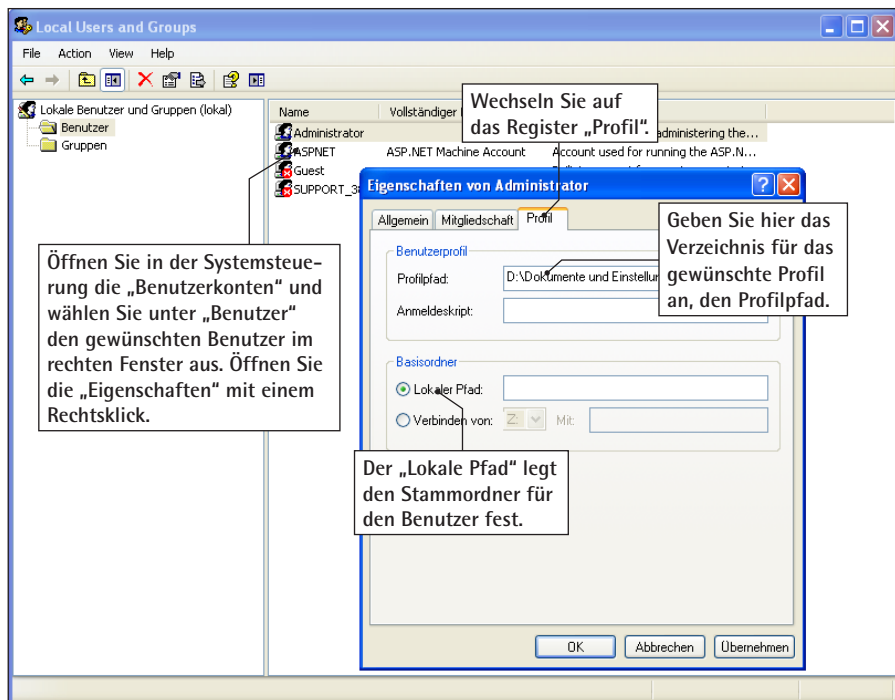 Local Users and Groups
File Action View Help
Lokale Benutzer und Gruppen (lokal)
Benutzer
Gruppen
Name Vollständiger
Administrator administering the...
ASPNET ASP.NET Machine Account Account used for running the ASP.N...
Guest
SUPPORT_38
Wechseln Sie auf
das Register „Profil“.
Eigenschaften von Administrator
Allgemein Mitgliedschaft Profil
Benutzerprofil
Profilpfad: D:\Dokumente und Einstellun
Anmeldeskript:
Geben Sie hier das
Verzeichnis für das
gewünschte Profil
an, den Profilpfad.
Öffnen Sie in der Systemsteue-
rung die „Benutzerkonten“ und
wählen Sie unter „Benutzer“
den gewünschten Benutzer im
rechten Fenster aus. Öffnen Sie
die „Eigenschaften“ mit einem
Rechtsklick.
Basisordner
Lokaler Pfad:
Verbinden von: Z: Mit:
Der „Lokale Pfad“ legt
den Stammordner für
den Benutzer fest.
OK Abbrechen Übernehmen